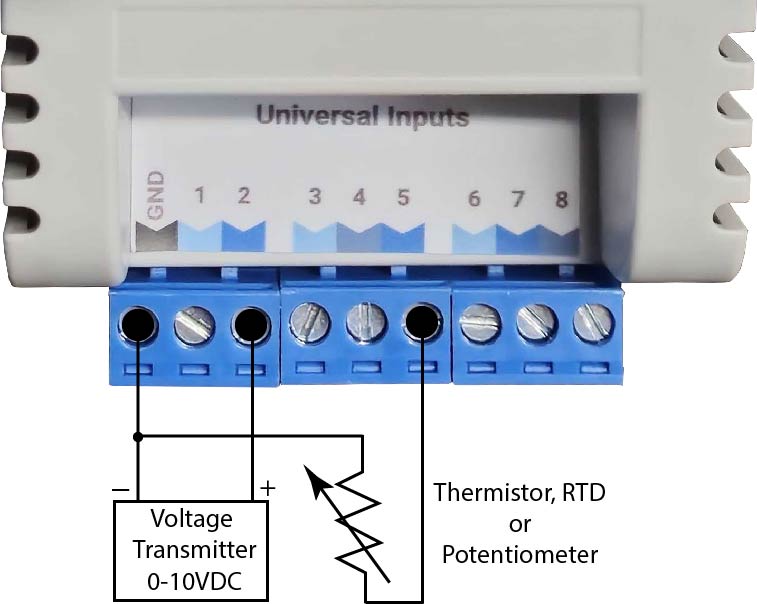 Universal Inputs
GND 1 2 3 4 5 6 7 8
– +
Voltage
Transmitter
0-10VDC
Thermistor, RTD
or
Potentiometer